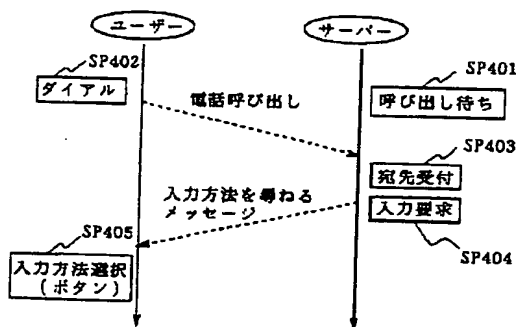 ユーザー
サーバー
SP402
ダイアル
SP401
呼び出し待ち
電話呼び出し
SP403
宛先受付
入力方法を尋ねる
メッセージ
入力要求
SP404
SP405
入力方法選択
(ボタン)